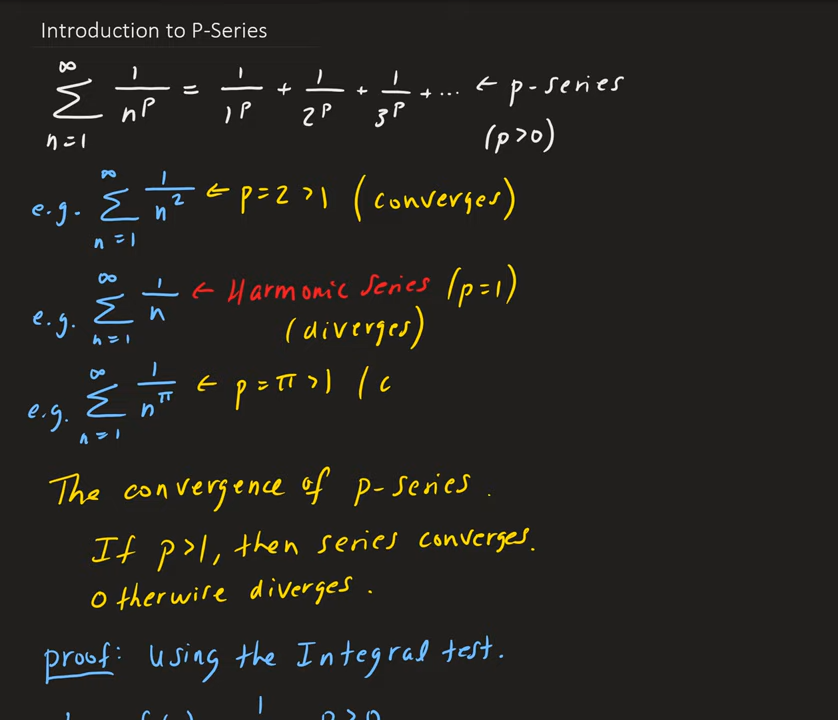 Introduction to P-Series
∞ ∑ n=1 1/n^p = 1/1^p + 1/2^p + 1/3^p + ... ← p-series
(p>0)
e.g. ∞ ∑ n=1 1/n^2 ← p=2>1 (converges)
e.g. ∞ ∑ n=1 1/n ← Harmonic Series (p=1)
(diverges)
e.g. ∞ ∑ n=1 1/n^π ← p=π>1 (c
The convergence of p-series.
If p>1, then series converges.
otherwise diverges.
proof: Using the Integral test.